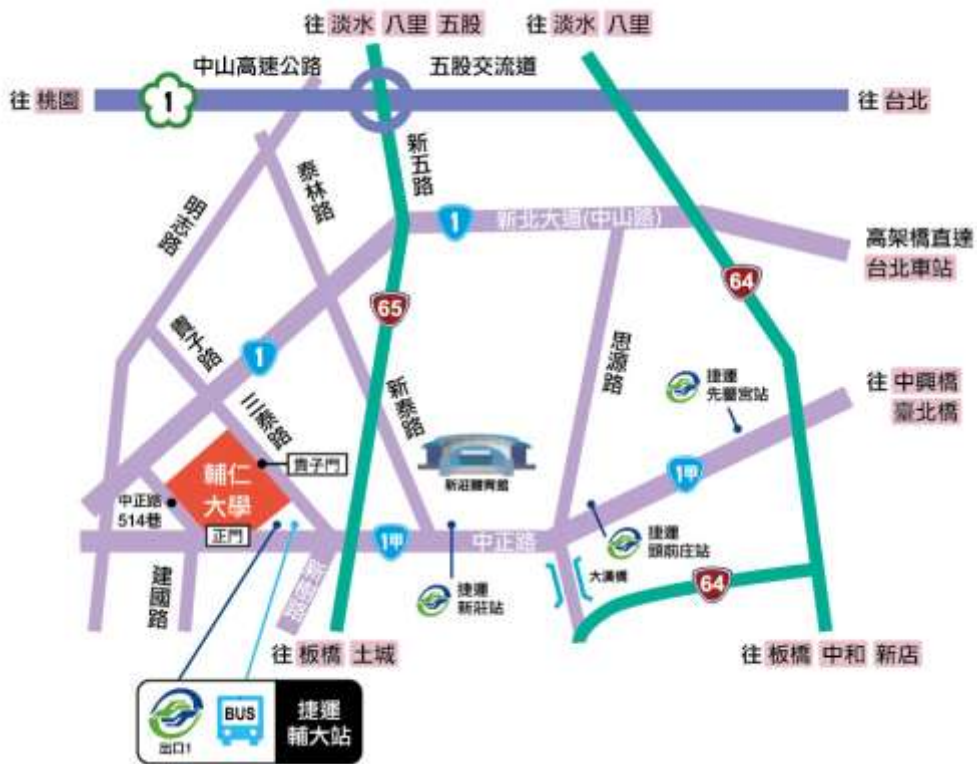 往 淡水 八里 五股
往 淡水 八里
中山高速公路
五股交流道
往 桃園
1
往 台北
新五路
泰林路
明志路
1
新北大道(中山路)
高架橋直達
台北車站
64
65
貴子路
1
思源路
捷運
先嗇宮站
往 中興橋
臺北橋
三泰路
新泰路
新莊體育館
貴子門
輔仁
大學
中正路
514巷
正門
1甲
1甲
中正路
捷運
頭前庄站
大漢橋
建國路
捷運
新莊站
64
往 板橋 土城
往 板橋 中和 新店
BUS
出口1
捷運
輔大站